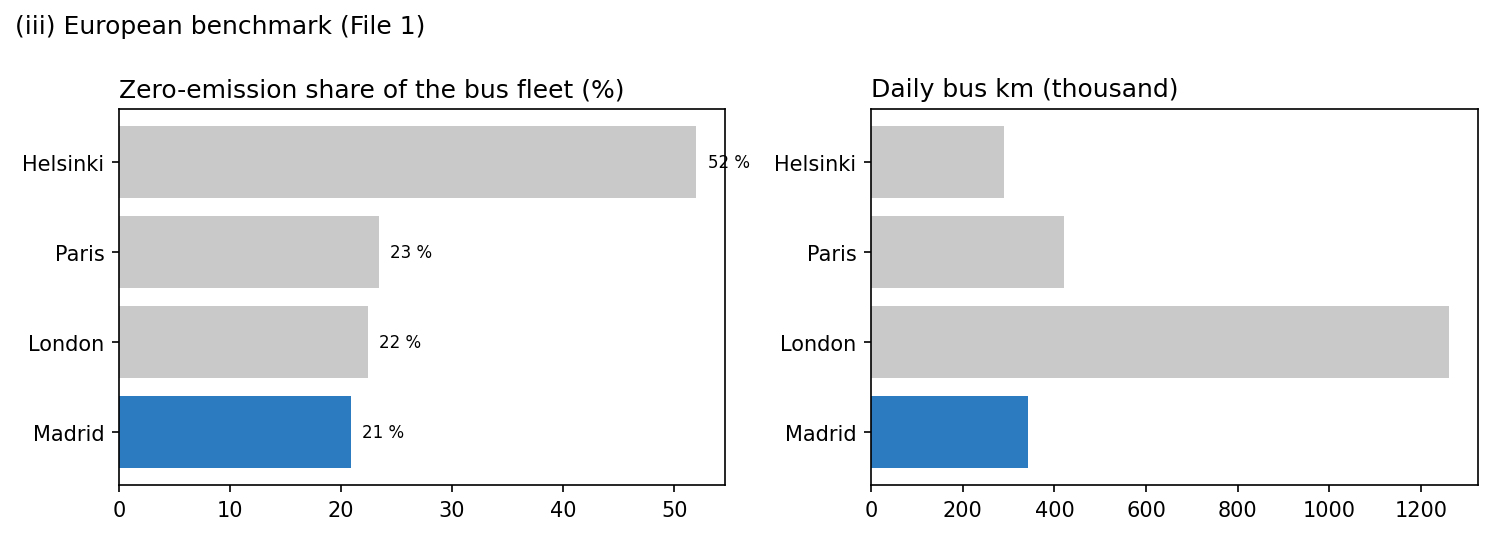 (iii) European benchmark (File 1)
Zero-emission share of the bus fleet (%)
Helsinki
52 %
Paris
23 %
London
22 %
Madrid
21 %
0 10 20 30 40 50
Daily bus km (thousand)
Helsinki
Paris
London
Madrid
0 200 400 600 800 1000 1200